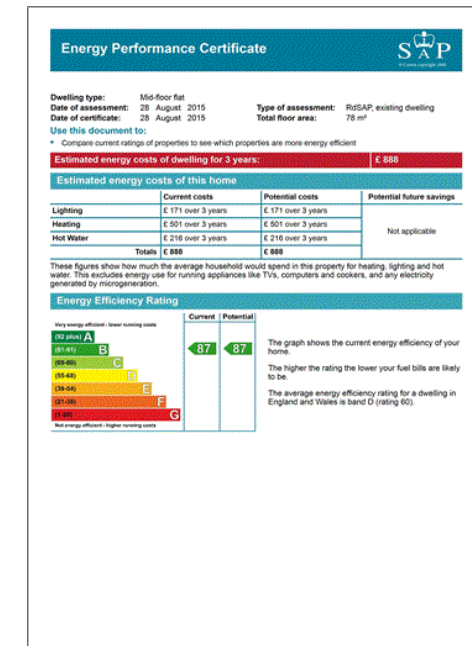 Energy Performance Certificate
SAP
Dwelling type: Mid-floor flat
Date of assessment: 28 August 2015 Type of assessment: RdSAP, existing dwelling
Date of certificate: 28 August 2015 Total floor area: 78 m²
Use this document to:
• Compare current ratings of properties to see which properties are more energy efficient
Estimated energy costs of dwelling for 3 years: £ 888
Estimated energy costs of this home
Current costs Potential costs Potential future savings
Lighting £ 171 over 3 years £ 171 over 3 years
Heating £ 501 over 3 years £ 501 over 3 years Not applicable
Hot Water £ 216 over 3 years £ 216 over 3 years
Totals £ 888 £ 888
These figures show how much the average household would spend in this property for heating, lighting and hot
water. This excludes energy use for running appliances like TVs, computers and cookers, and any electricity
generated by microgeneration.
Energy Efficiency Rating
Current Potential
Very energy efficient - lower running costs
(92 plus) A
(81-91) B 87 87
(69-80) C
(55-68) D
(39-54) E
(21-38) F
(1-20) G
Not energy efficient - higher running costs
The graph shows the current energy efficiency of your
home.
The higher the rating the lower your fuel bills are likely
to be.
The average energy efficiency rating for a dwelling in
England and Wales is band D (rating 60).